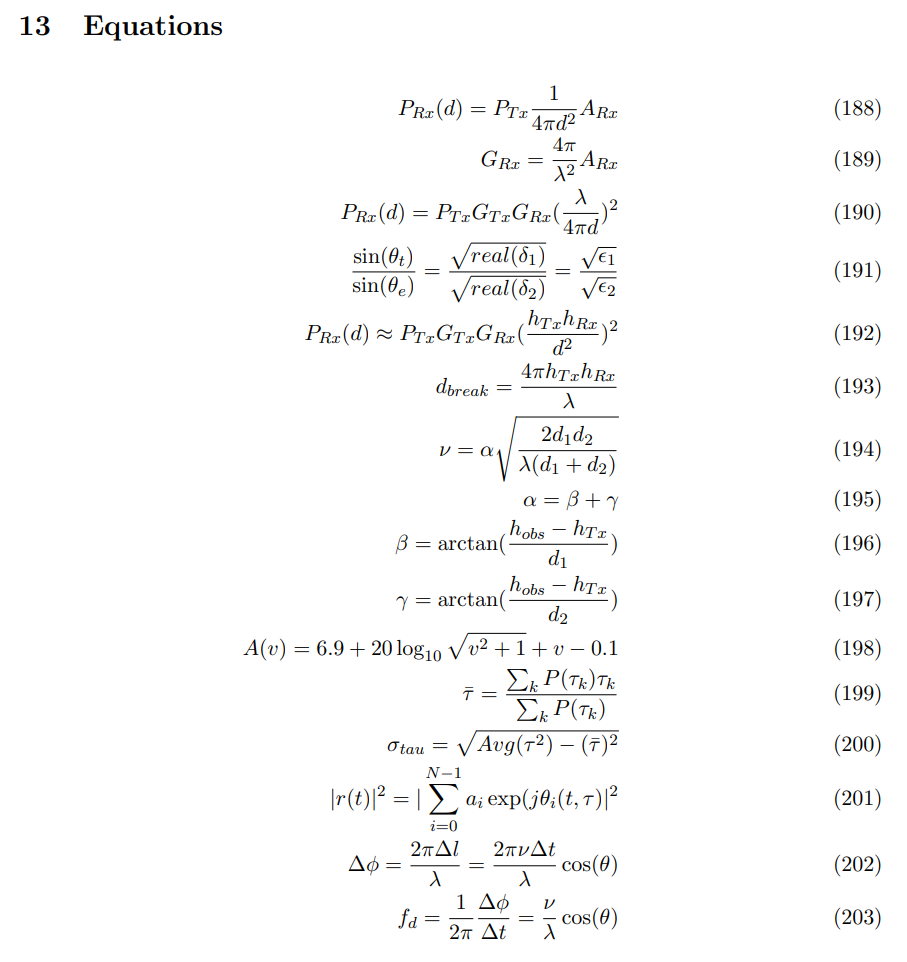 13 Equations
P_{Rx}(d) = P_{Tx} \frac{1}{4\pi d^2} A_{Rx} (188)
G_{Rx} = \frac{4\pi}{\lambda^2} A_{Rx} (189)
P_{Rx}(d) = P_{Tx} G_{Tx} G_{Rx} (\frac{\lambda}{4\pi d})^2 (190)
\frac{\sin(\theta_t)}{\sin(\theta_e)} = \frac{\sqrt{real(\delta_1)}}{\sqrt{real(\delta_2)}} = \frac{\sqrt{\epsilon_1}}{\sqrt{\epsilon_2}} (191)
P_{Rx}(d) \approx P_{Tx} G_{Tx} G_{Rx} (\frac{h_{Tx} h_{Rx}}{d^2})^2 (192)
d_{break} = \frac{4\pi h_{Tx} h_{Rx}}{\lambda} (193)
\nu = \alpha \sqrt{\frac{2d_1 d_2}{\lambda(d_1 + d_2)}} (194)
\alpha = \beta + \gamma (195)
\beta = \arctan(\frac{h_{obs} - h_{Tx}}{d_1}) (196)
\gamma = \arctan(\frac{h_{obs} - h_{Tx}}{d_2}) (197)
A(v) = 6.9 + 20 \log_{10} \sqrt{v^2 + 1} + v - 0.1 (198)
\bar{\tau} = \frac{\sum_k P(\tau_k)\tau_k}{\sum_k P(\tau_k)} (199)
\sigma_{tau} = \sqrt{Avg(\tau^2) - (\bar{\tau})^2} (200)
|r(t)|^2 = |\sum_{i=0}^{N-1} a_i \exp(j\theta_i(t, \tau)|^2 (201)
\Delta\phi = \frac{2\pi\Delta l}{\lambda} = \frac{2\pi\nu\Delta t}{\lambda} \cos(\theta) (202)
f_d = \frac{1}{2\pi} \frac{\Delta\phi}{\Delta t} = \frac{\nu}{\lambda} \cos(\theta) (203)